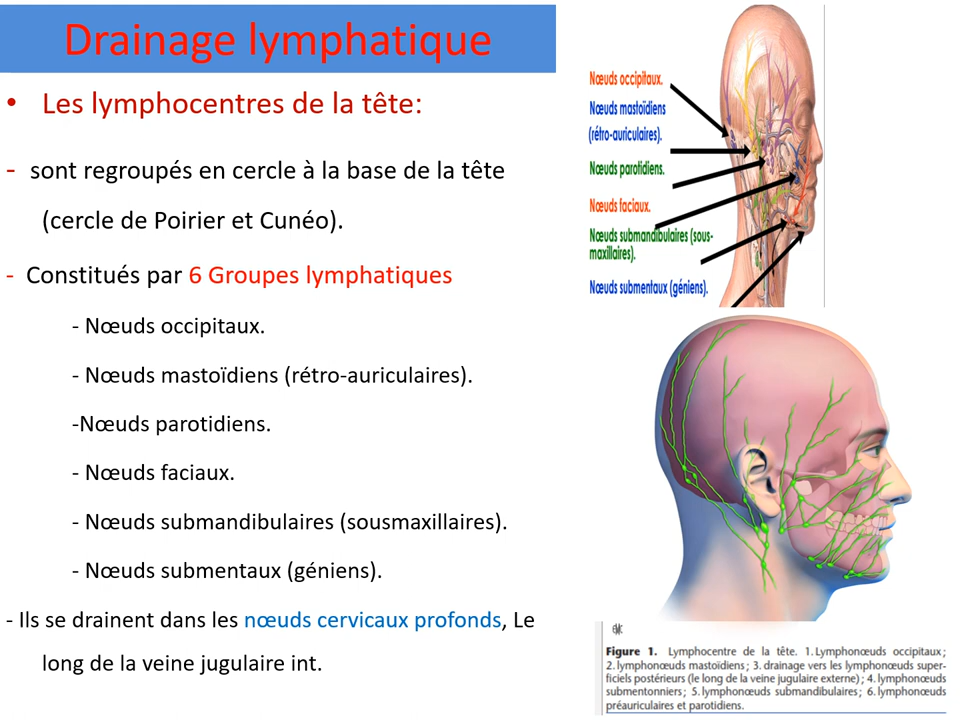 Drainage lymphatique
• Les lymphocentres de la tête:
- sont regroupés en cercle à la base de la tête
(cercle de Poirier et Cunéo).
- Constitués par 6 Groupes lymphatiques
- Nœuds occipitaux.
- Nœuds mastoïdiens (rétro-auriculaires).
-Nœuds parotidiens.
- Nœuds faciaux.
- Nœuds submandibulaires (sousmaxillaires).
- Nœuds submentaux (géniens).
- Ils se drainent dans les nœuds cervicaux profonds, Le
long de la veine jugulaire int.
Nœuds occipitaux.
Nœuds mastoïdiens
(rétro-auriculaires).
Nœuds parotidiens.
Nœuds faciaux.
Nœuds submandibulaires (sous-
maxillaires).
Nœuds submentaux (géniens).
Figure 1. Lymphocentre de la tête. 1. Lymphonœuds occipitaux ;
2. lymphonœuds mastoïdiens ; 3. drainage vers les lymphonœuds super-
ficiels postérieurs (le long de la veine jugulaire externe) ; 4. lymphonœuds
submentonniers ; 5. lymphonœuds submandibulaires ; 6. lymphonœuds
préauriculaires et parotidiens.